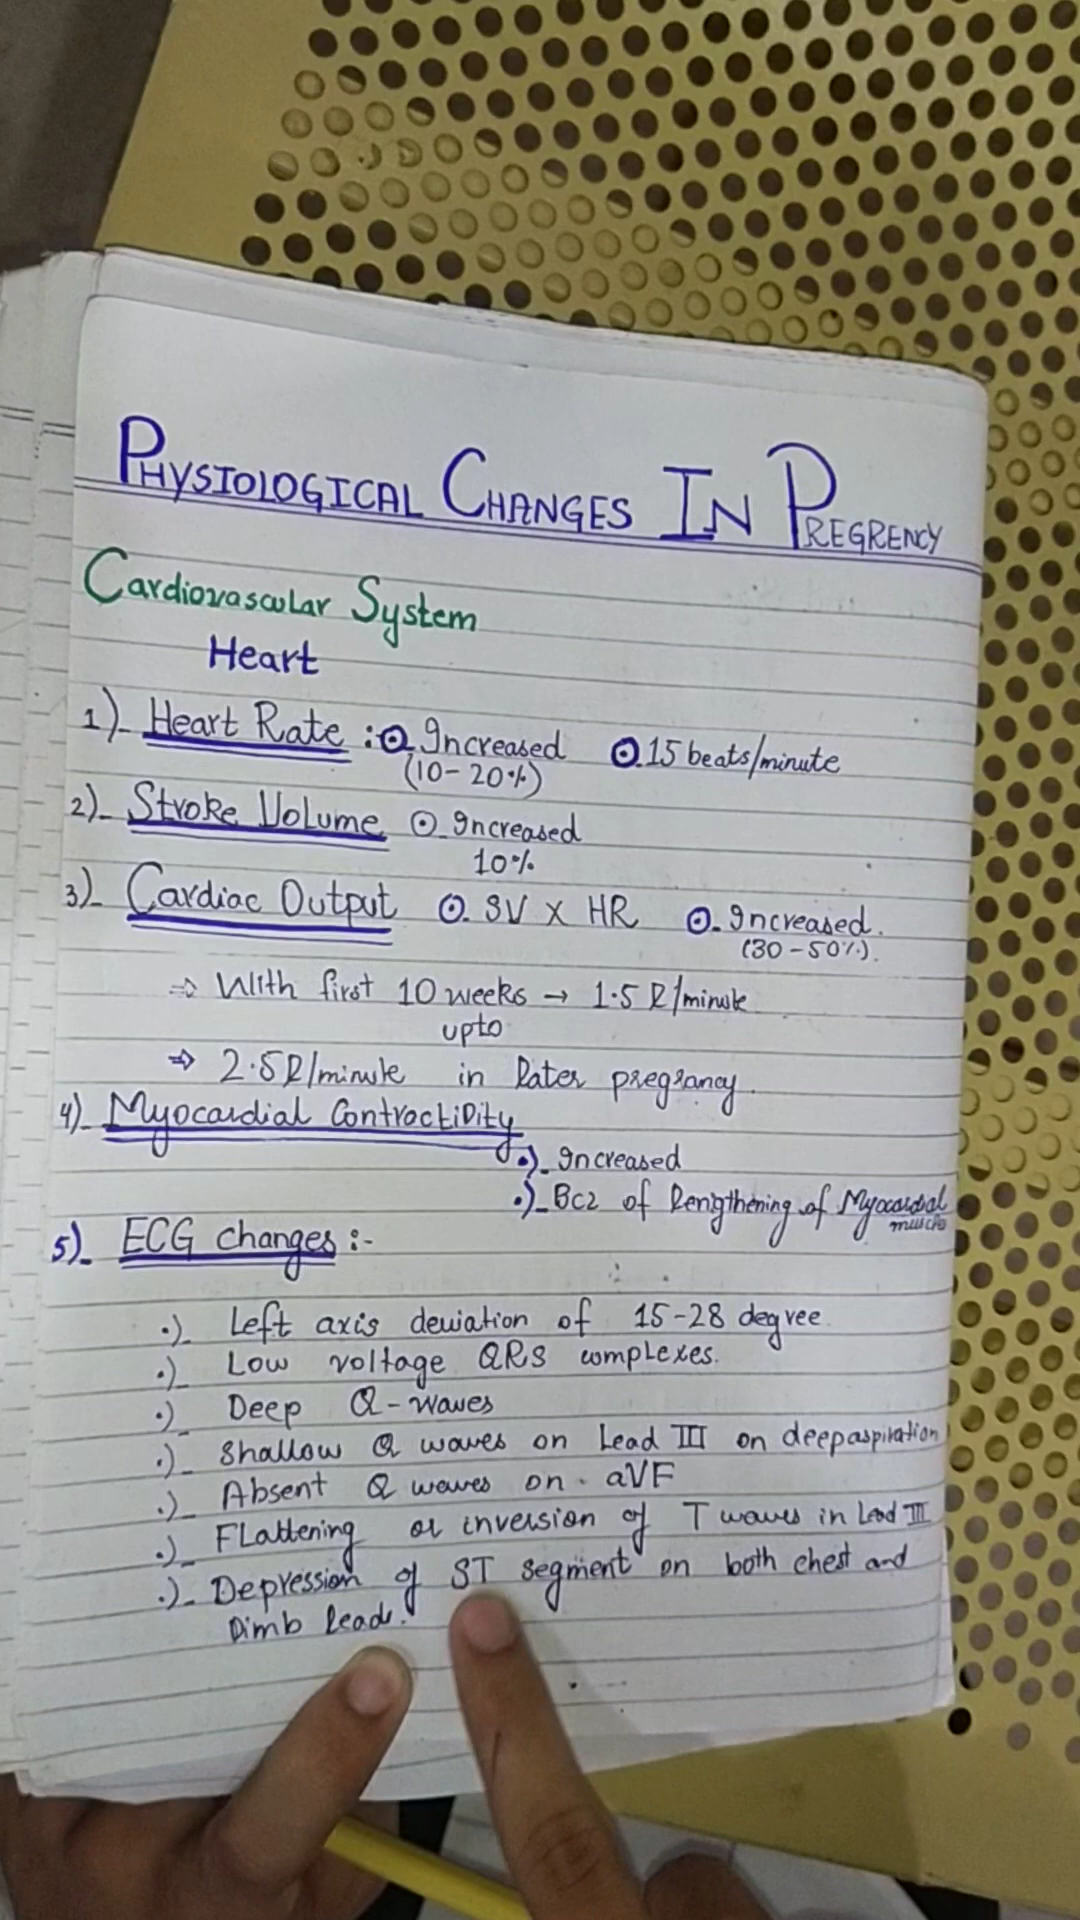 PHYSIOLOGICAL CHANGES IN PREGRENCY
Cardiovascular System
Heart
1)- Heart Rate : Increased 15 beats/minute
(10-20%)
2)- Stroke Volume Increased
10%
3)- Cardiac Output SV X HR Increased.
(30-50%).
⇒ With first 10 weeks → 1.5 l/minute
upto
⇒ 2.5l/minute in later pregnancy.
4)- Myocardial Contractility
•)- Increased
•)- Bcz of lengthening of Myocardial
muscle
5)- ECG changes :-
•)- Left axis deviation of 15-28 degree.
•)- Low voltage QRS complexes.
•)- Deep Q-waves
•)- Shallow Q waves on Lead III on deepaspiration
•)- Absent Q waves on aVF
•)- Flattening or inversion of T waves in Lead III
•)- Depression of ST segment on both chest and
limb leads.